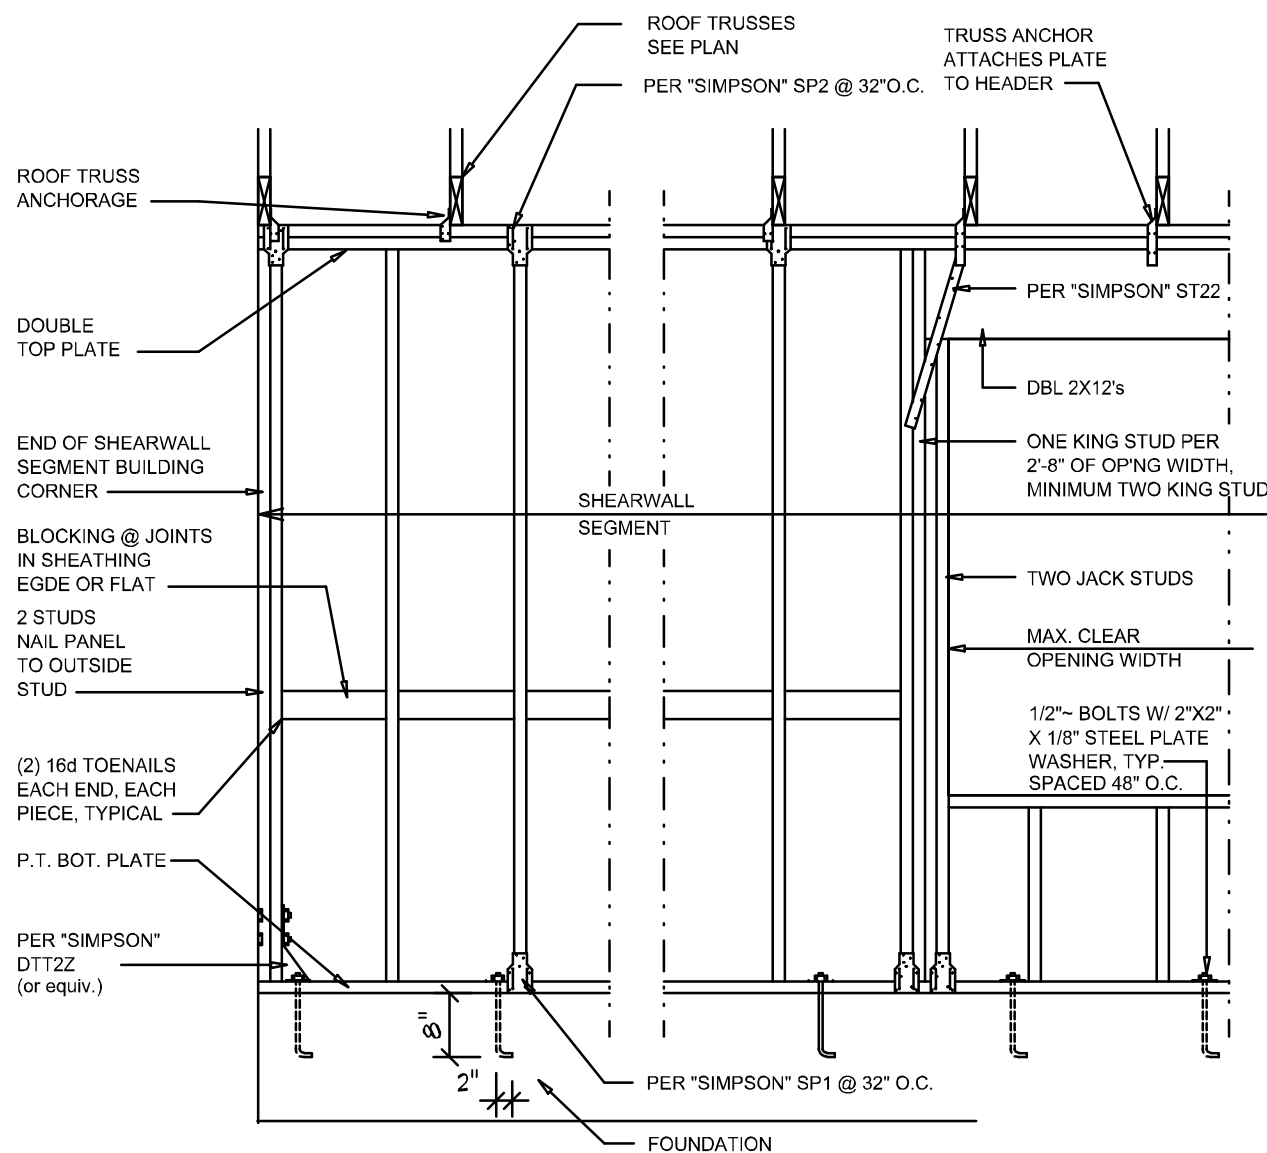 ROOF TRUSSES
SEE PLAN
TRUSS ANCHOR
ATTACHES PLATE
TO HEADER
PER "SIMPSON" SP2 @ 32"O.C.
ROOF TRUSS
ANCHORAGE
PER "SIMPSON" ST22
DOUBLE
TOP PLATE
DBL 2X12's
END OF SHEARWALL
SEGMENT BUILDING
CORNER
ONE KING STUD PER
2'-8" OF OP'NG WIDTH,
MINIMUM TWO KING STUD
SHEARWALL
SEGMENT
BLOCKING @ JOINTS
IN SHEATHING
EGDE OR FLAT
TWO JACK STUDS
2 STUDS
NAIL PANEL
TO OUTSIDE
STUD
MAX. CLEAR
OPENING WIDTH
1/2"~ BOLTS W/ 2"X2"
X 1/8" STEEL PLATE
WASHER, TYP.
SPACED 48" O.C.
(2) 16d TOENAILS
EACH END, EACH
PIECE, TYPICAL
P.T. BOT. PLATE
PER "SIMPSON"
DTT2Z
(or equiv.)
8"
2"
PER "SIMPSON" SP1 @ 32" O.C.
FOUNDATION